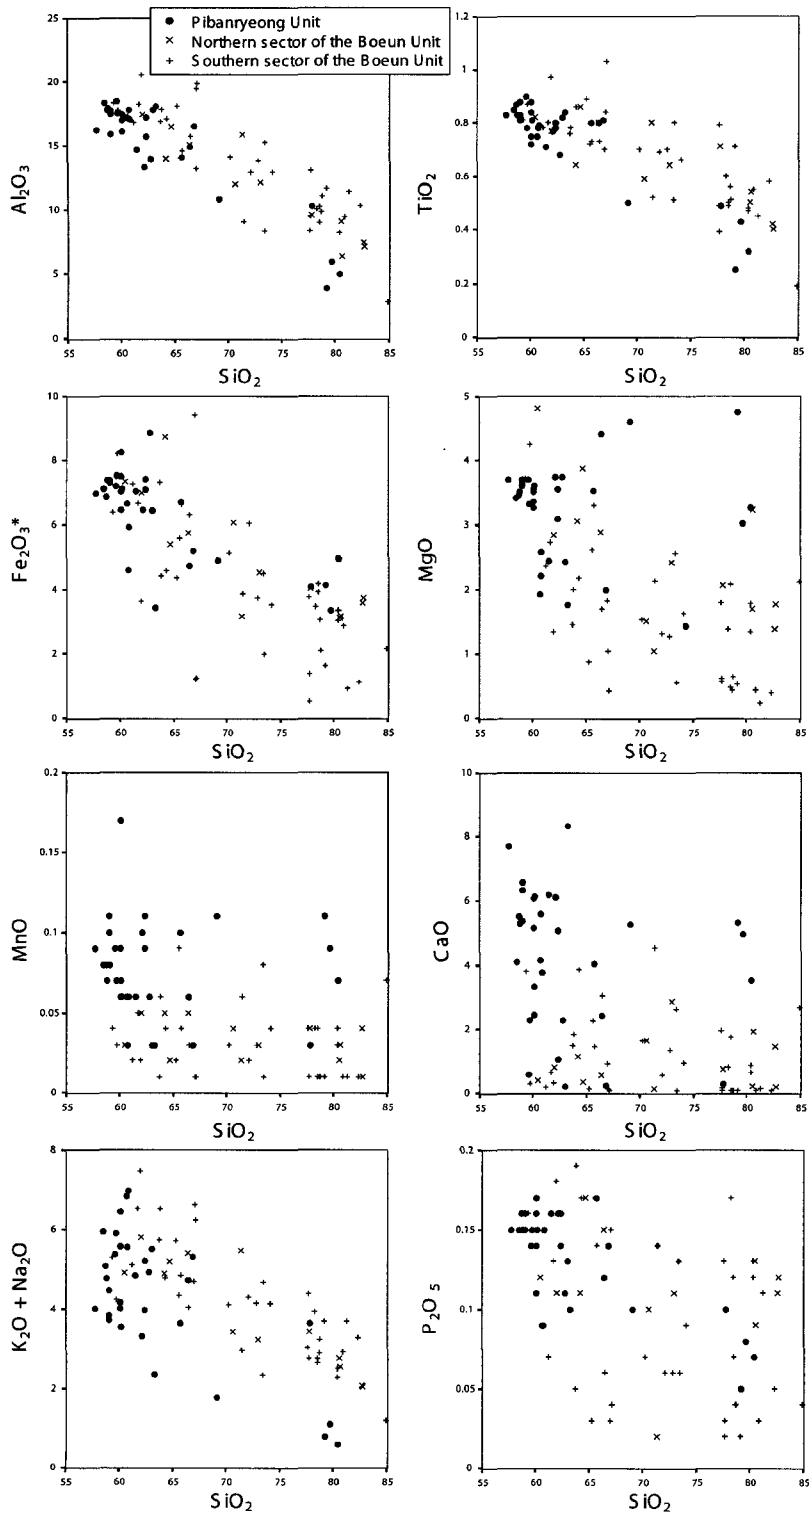 Pibanryeong Unit
Northern sector of the Boeun Unit
Southern sector of the Boeun Unit
25
20
15
10
5
0
Al₂O₃
55 60 65 70 75 80 85
SiO₂
1.2
1
0.8
0.6
0.4
0.2
0
TiO₂
55 60 65 70 75 80 85
SiO₂
10
8
6
4
2
0
Fe₂O₃*
55 60 65 70 75 80 85
SiO₂
5
4
3
2
1
0
MgO
55 60 65 70 75 80 85
SiO₂
0.2
0.15
0.1
0.05
0
MnO
55 60 65 70 75 80 85
SiO₂
10
8
6
4
2
0
CaO
55 60 65 70 75 80 85
SiO₂
8
6
4
2
0
K₂O + Na₂O
55 60 65 70 75 80 85
SiO₂
0.2
0.15
0.1
0.05
0
P₂O₅
55 60 65 70 75 80 85
SiO₂